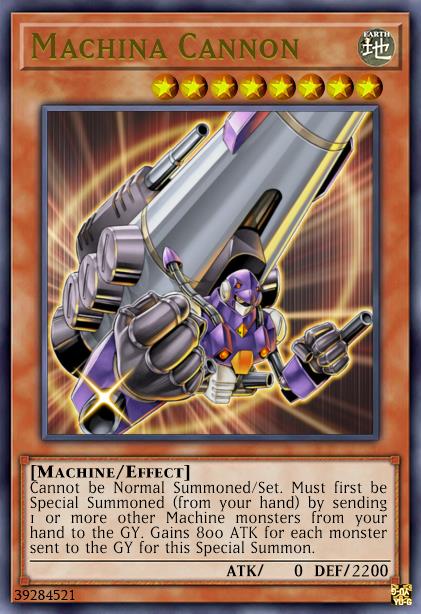 MACHINA CANNON
EARTH
地
[MACHINE/EFFECT]
Cannot be Normal Summoned/Set. Must first be
Special Summoned (from your hand) by sending
1 or more other Machine monsters from your
hand to the GY. Gains 800 ATK for each monster
sent to the GY for this Special Summon.
ATK/ 0 DEF/2200
39284521